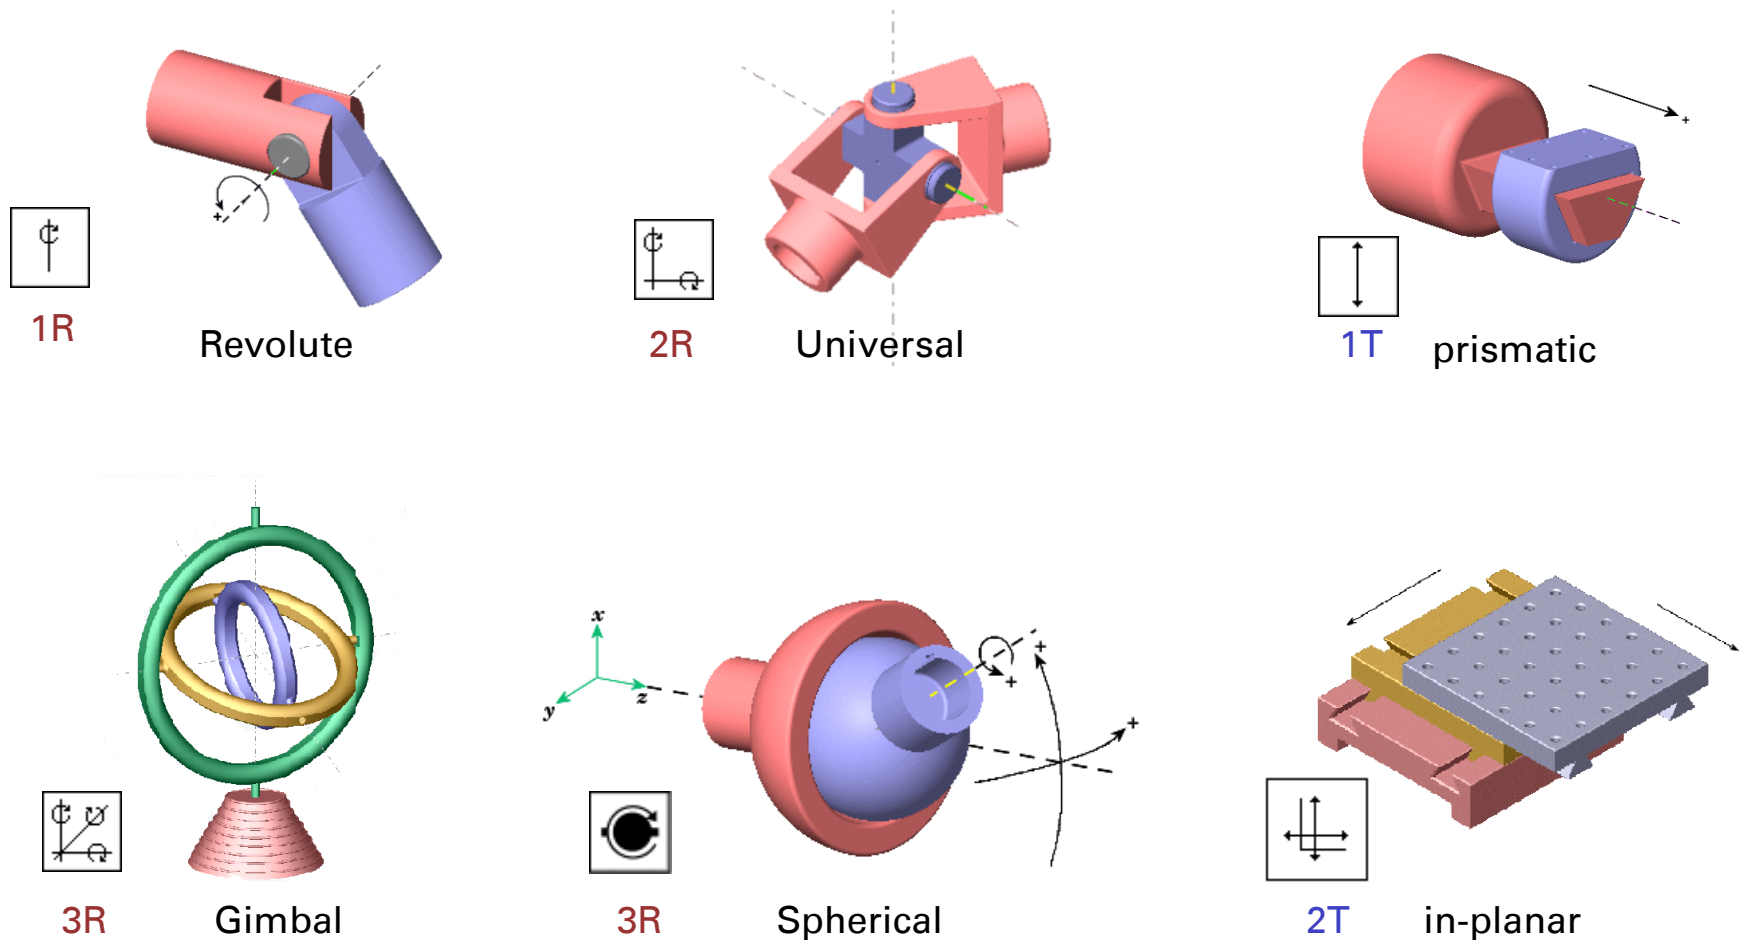 +
+
1R
Revolute
2R
Universal
1T
prismatic
x
y
z
+
+
+
3R
Gimbal
3R
Spherical
2T
in-planar